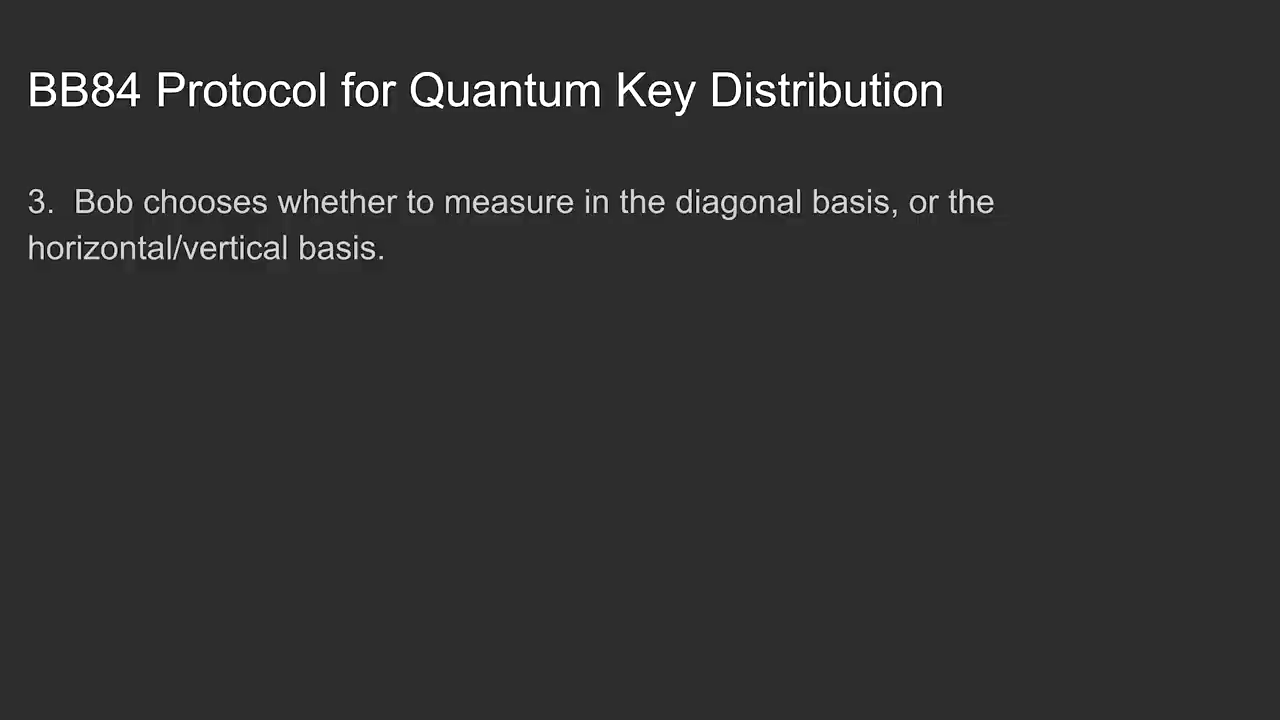 BB84 Protocol for Quantum Key Distribution
3.  Bob chooses whether to measure in the diagonal basis, or the
horizontal/vertical basis.